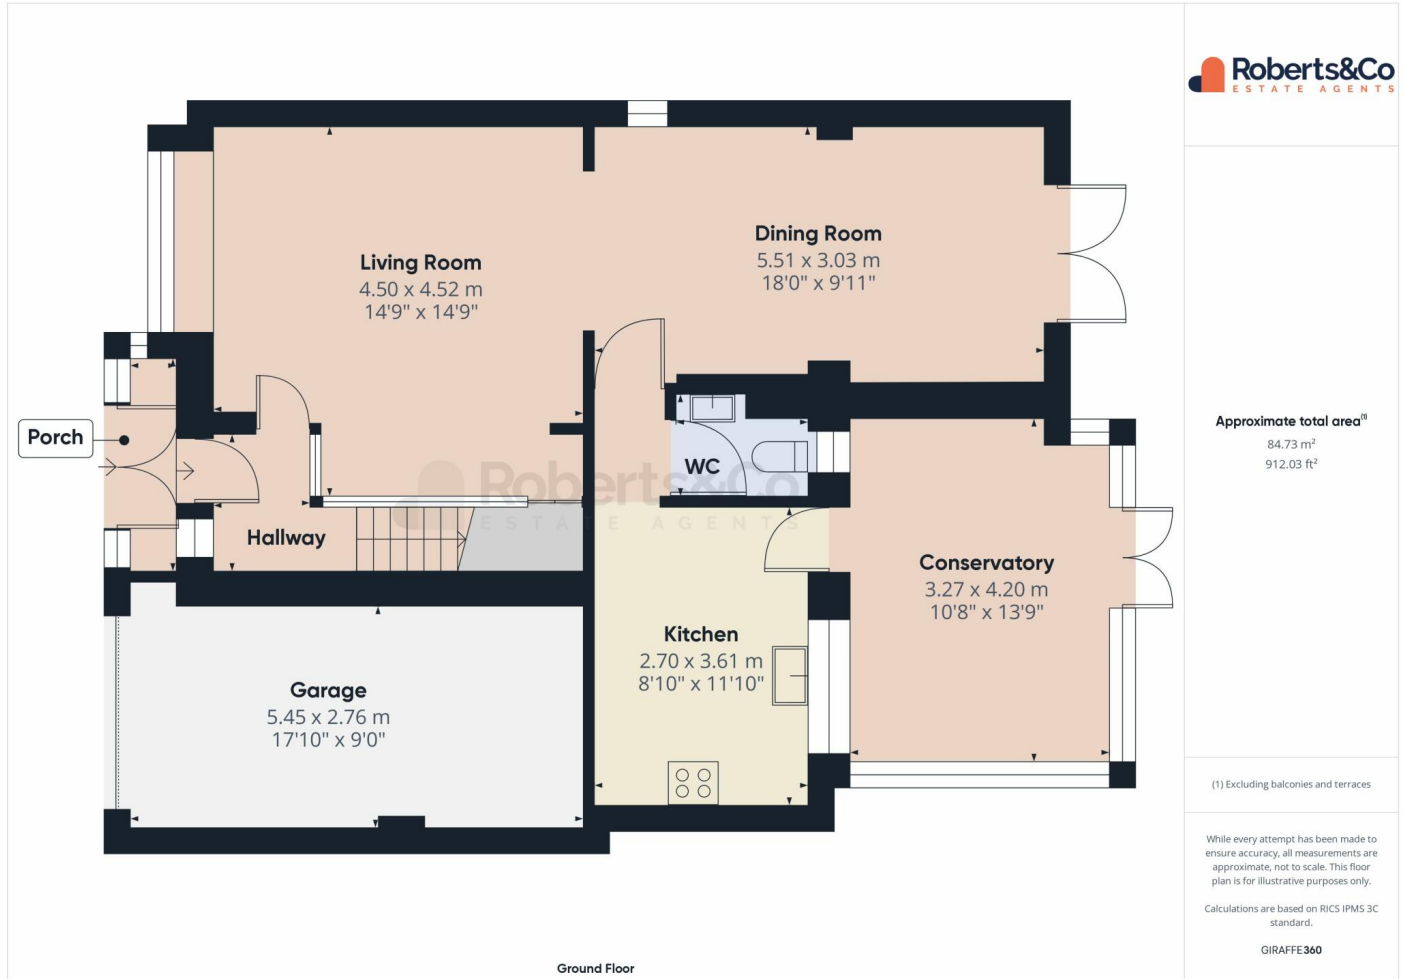 Roberts&Co
ESTATE AGENTS
Dining Room
5.51 x 3.03 m
18'0" x 9'11"
Living Room
4.50 x 4.52 m
14'9" x 14'9"
Porch
WC
Roberts&Co
ESTATE AGENTS
Hallway
Conservatory
3.27 x 4.20 m
10'8" x 13'9"
Kitchen
2.70 x 3.61 m
8'10" x 11'10"
Garage
5.45 x 2.76 m
17'10" x 9'0"
Ground Floor
Approximate total area(1)
84.73 m²
912.03 ft²
(1) Excluding balconies and terraces
While every attempt has been made to
ensure accuracy, all measurements are
approximate, not to scale. This floor
plan is for illustrative purposes only.
Calculations are based on RICS IPMS 3C
standard.
GIRAFFE360